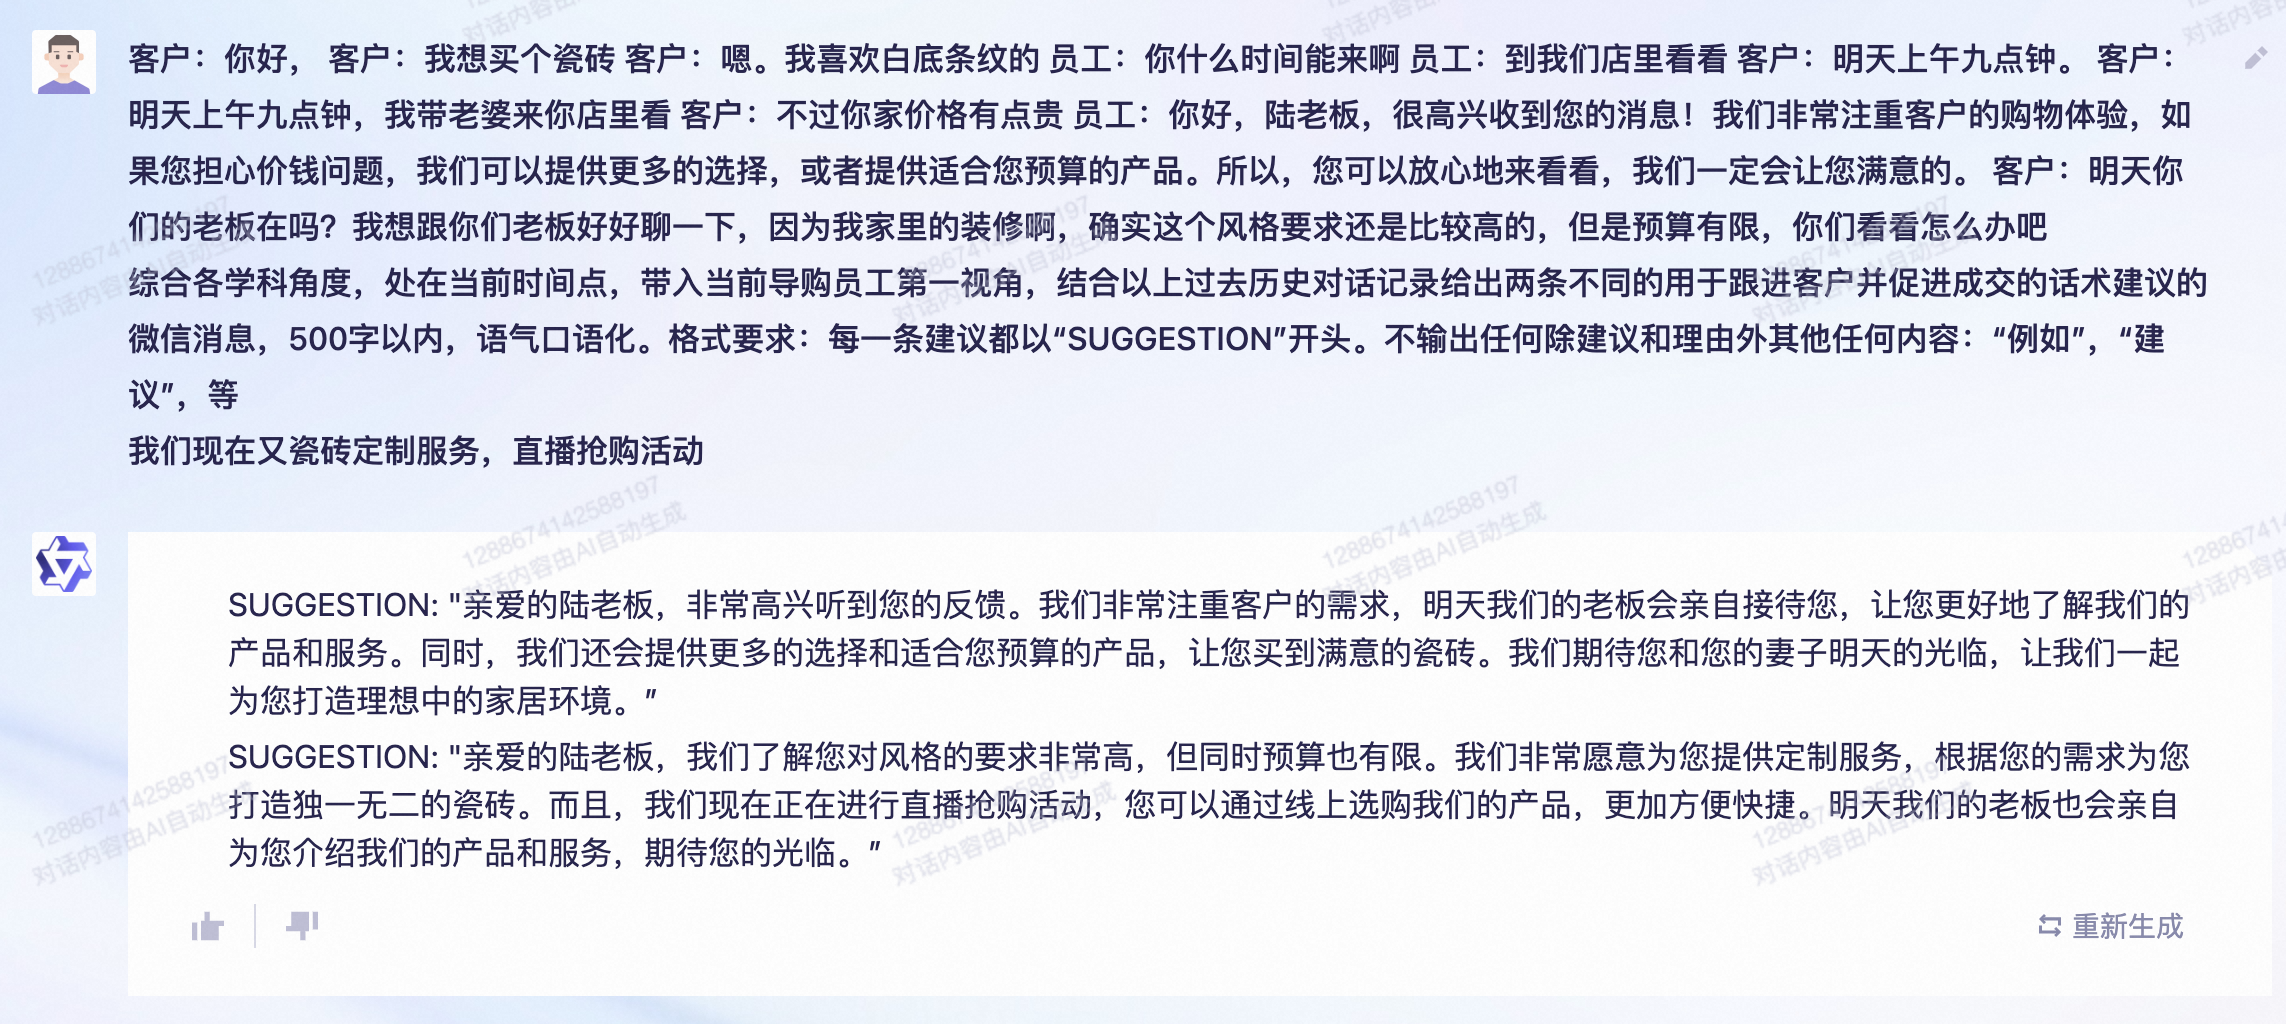 客户：你好， 客户：我想买个瓷砖 客户：嗯。我喜欢白底条纹的 员工：你什么时间能来啊 员工：到我们店里看看 客户：明天上午九点钟。 客户：
明天上午九点钟，我带老婆来你店里看 客户：不过你家价格有点贵 员工：你好，陆老板，很高兴收到您的消息！我们非常注重客户的购物体验，如
果您担心价钱问题，我们可以提供更多的选择，或者提供适合您预算的产品。所以，您可以放心地来看看，我们一定会让您满意的。 客户：明天你
们的老板在吗？我想跟你们老板好好聊一下，因为我家里的装修啊，确实这个风格要求还是比较高的，但是预算有限，你们看看怎么办吧
综合各学科角度，处在当前时间点，带入当前导购员工第一视角，结合以上过去历史对话记录给出两条不同的用于跟进客户并促进成交的话术建议的
微信消息，500字以内，语气口语化。格式要求：每一条建议都以“SUGGESTION”开头。不输出任何除建议和理由外其他任何内容：“例如”，“建
议”，等
我们现在又瓷砖定制服务，直播抢购活动
SUGGESTION: "亲爱的陆老板，非常高兴听到您的反馈。我们非常注重客户的需求，明天我们的老板会亲自接待您，让您更好地了解我们的
产品和服务。同时，我们还会提供更多的选择和适合您预算的产品，让您买到满意的瓷砖。我们期待您和您的妻子明天的光临，让我们一起
为您打造理想中的家居环境。”
SUGGESTION: "亲爱的陆老板，我们了解您对风格的要求非常高，但同时预算也有限。我们非常愿意为您提供定制服务，根据您的需求为您
打造独一无二的瓷砖。而且，我们现在正在进行直播抢购活动，您可以通过线上选购我们的产品，更加方便快捷。明天我们的老板也会亲自
为您介绍我们的产品和服务，期待您的光临。”
重新生成
1288674142588197
对话内容由AI自动生成